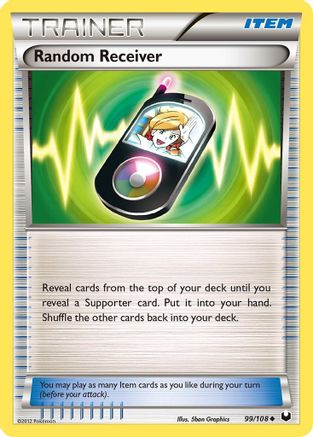 TRAINER ITEM
Random Receiver
Reveal cards from the top of your deck until you
reveal a Supporter card. Put it into your hand.
Shuffle the other cards back into your deck.
You may play as many Item cards as you like during your turn
(before your attack).
©2012 Pokémon Illus. 5ban Graphics 99/108